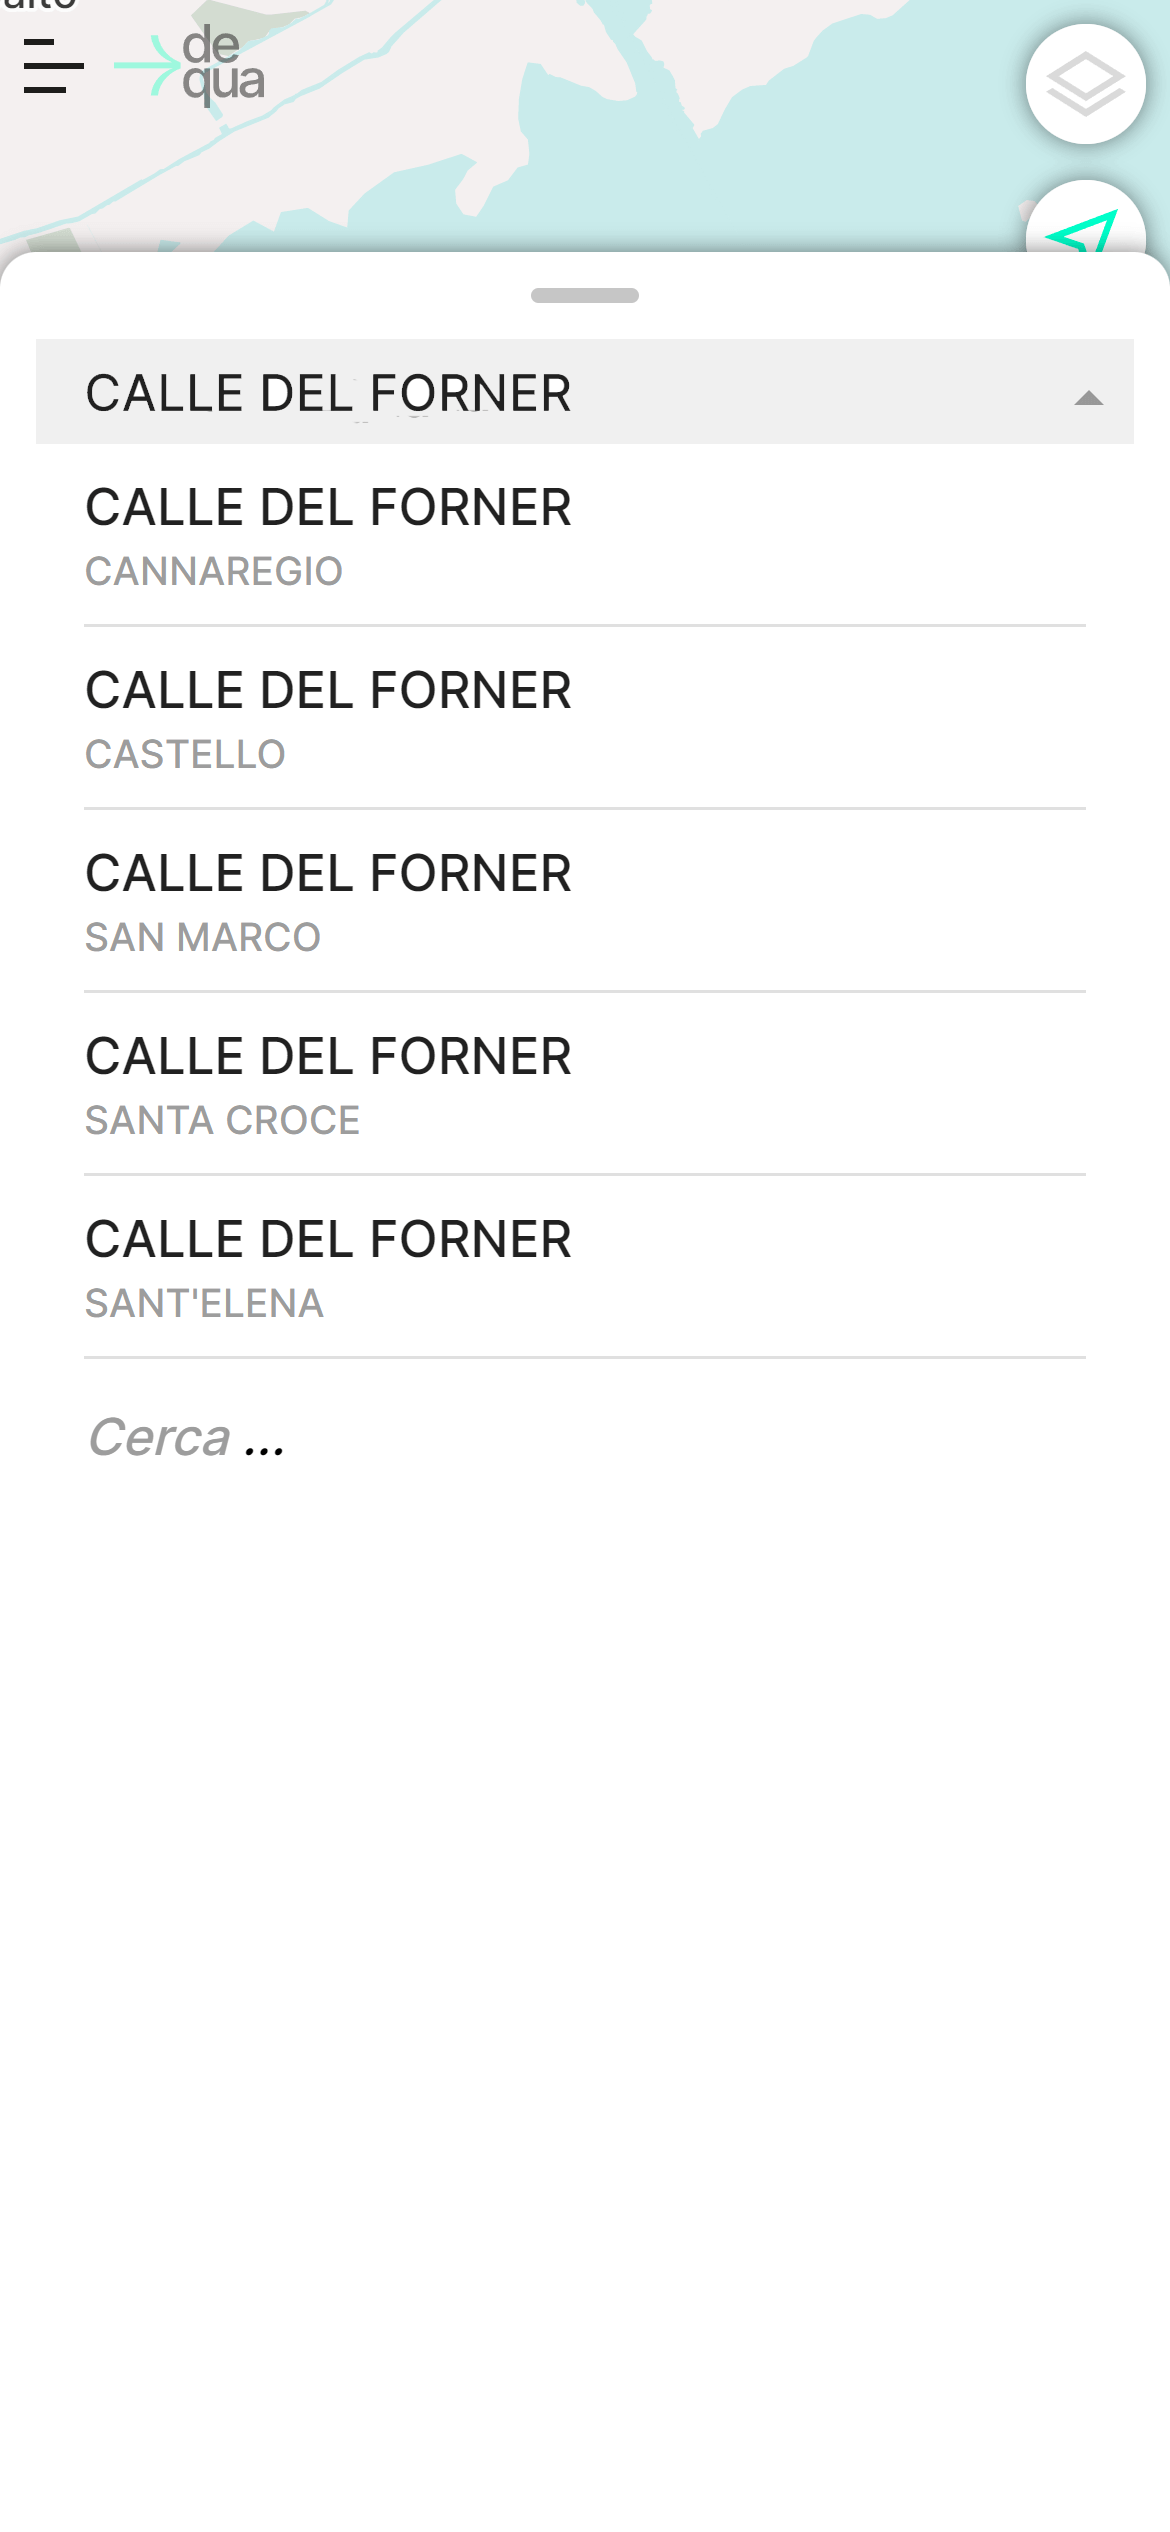 de
qua
CALLE DEL FORNER
CALLE DEL FORNER
CANNAREGIO
CALLE DEL FORNER
CASTELLO
CALLE DEL FORNER
SAN MARCO
CALLE DEL FORNER
SANTA CROCE
CALLE DEL FORNER
SANT'ELENA
Cerca ...